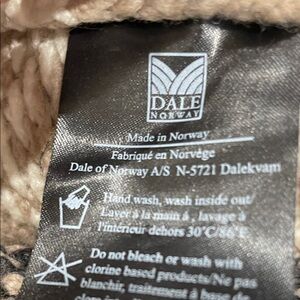 DALE
NORWAY
Made in Norway
Fabriqué en Norvège
Dale of Norway A/S N-5721 Dalekvam
Hand wash, wash inside out/
Laver à la main à, lavage à
l'intérieur dehors 30°C/86°F
Do not bleach or wash with
clorine based products/Ne pas
blanchir, traitement à base de